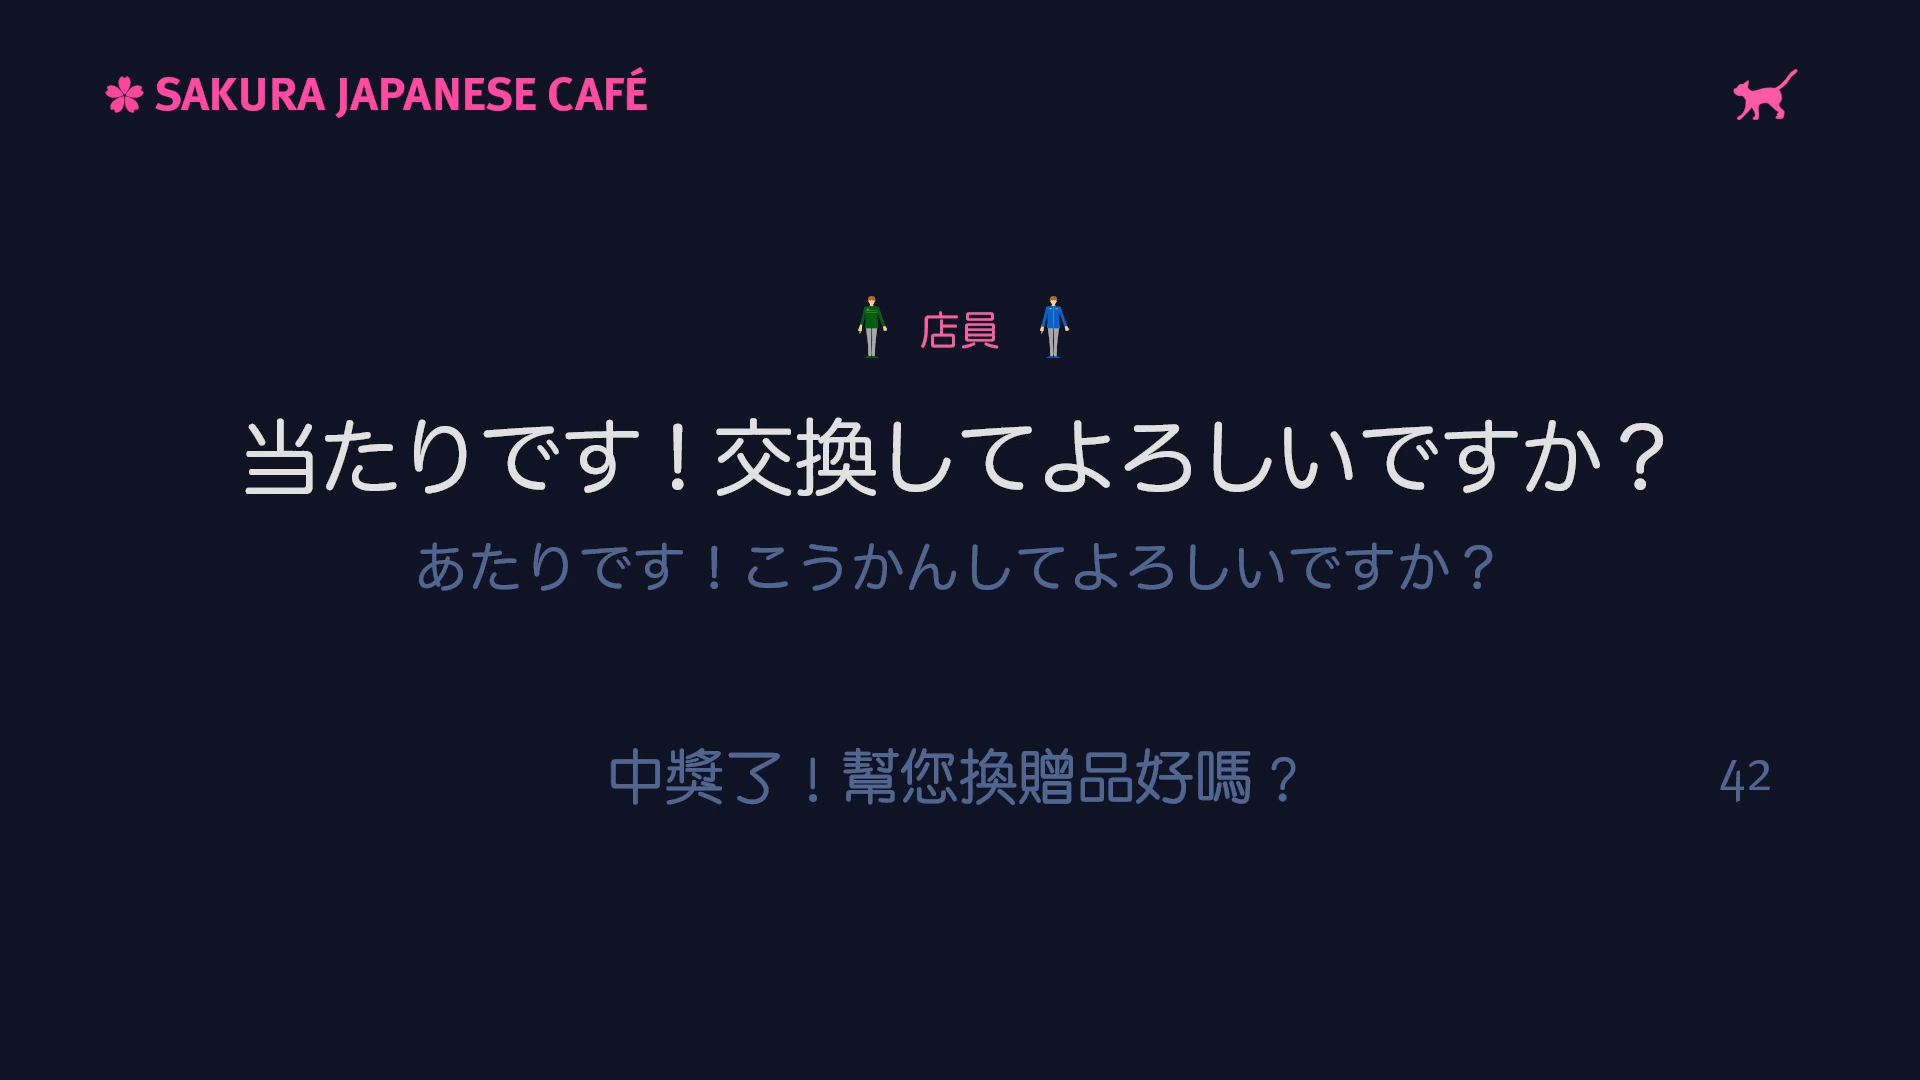 SAKURA JAPANESE CAFÉ
店員
当たりです！交換してよろしいですか？
あたりです！こうかんしてよろしいですか？
中獎了！幫您換贈品好嗎？
42